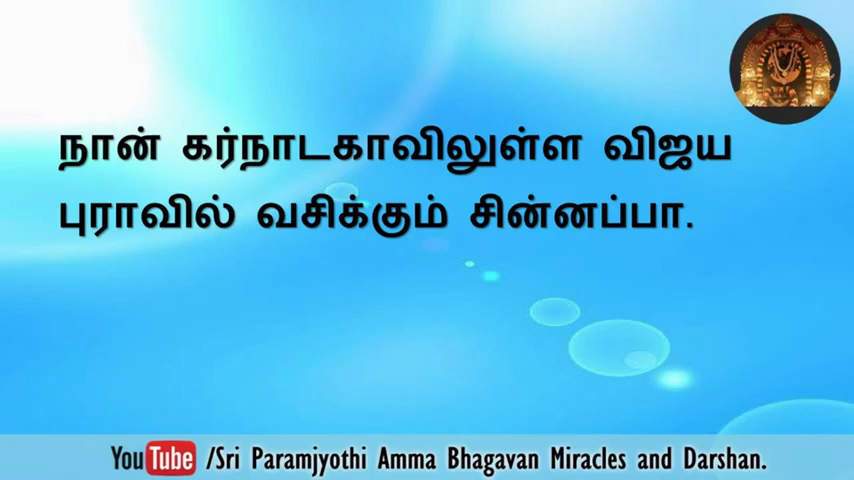 நான் கர்நாடகாவிலுள்ள விஜய
புராவில் வசிக்கும் சின்னப்பா.
YouTube /Sri Paramjyothi Amma Bhagavan Miracles and Darshan.